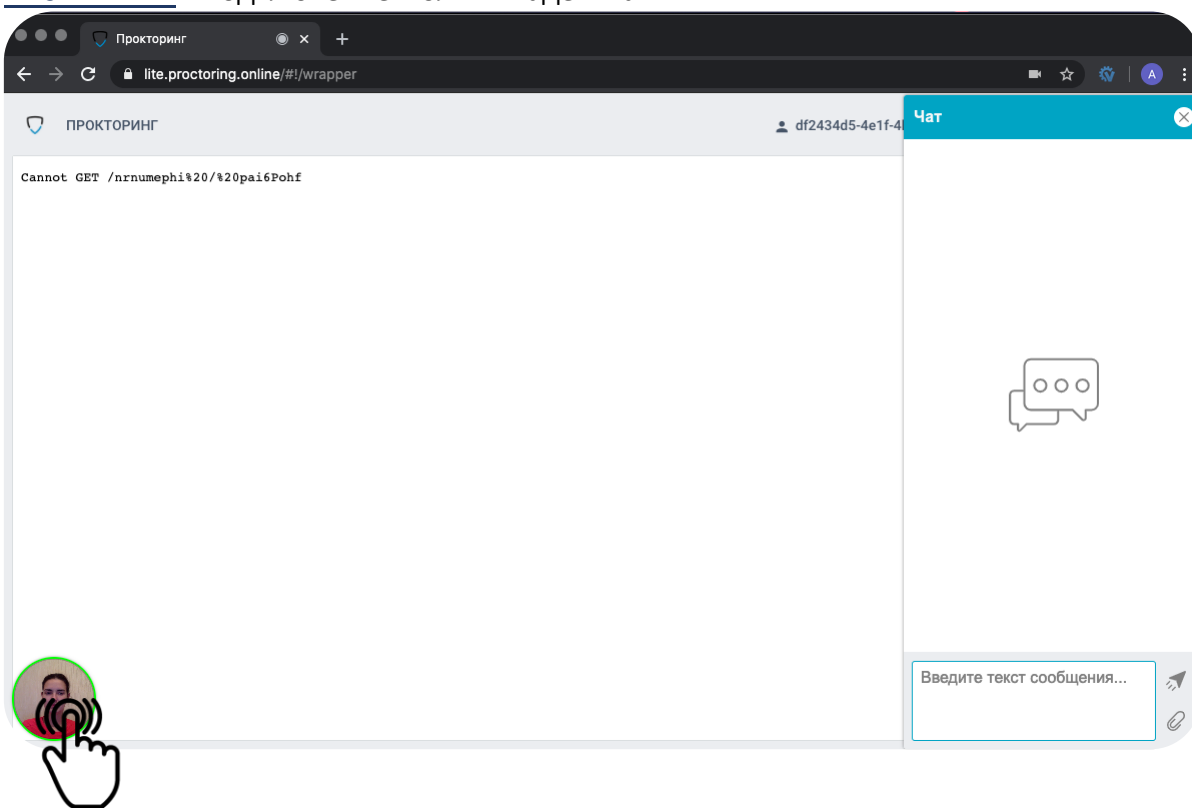 Прокторинг
lite.proctoring.online/#!/wrapper
A
ПРОКТОРИНГ
df2434d5-4e1f-4
Чат
Cannot GET /nrnumephi%20/%20pai6Pohf
Введите текст сообщения...